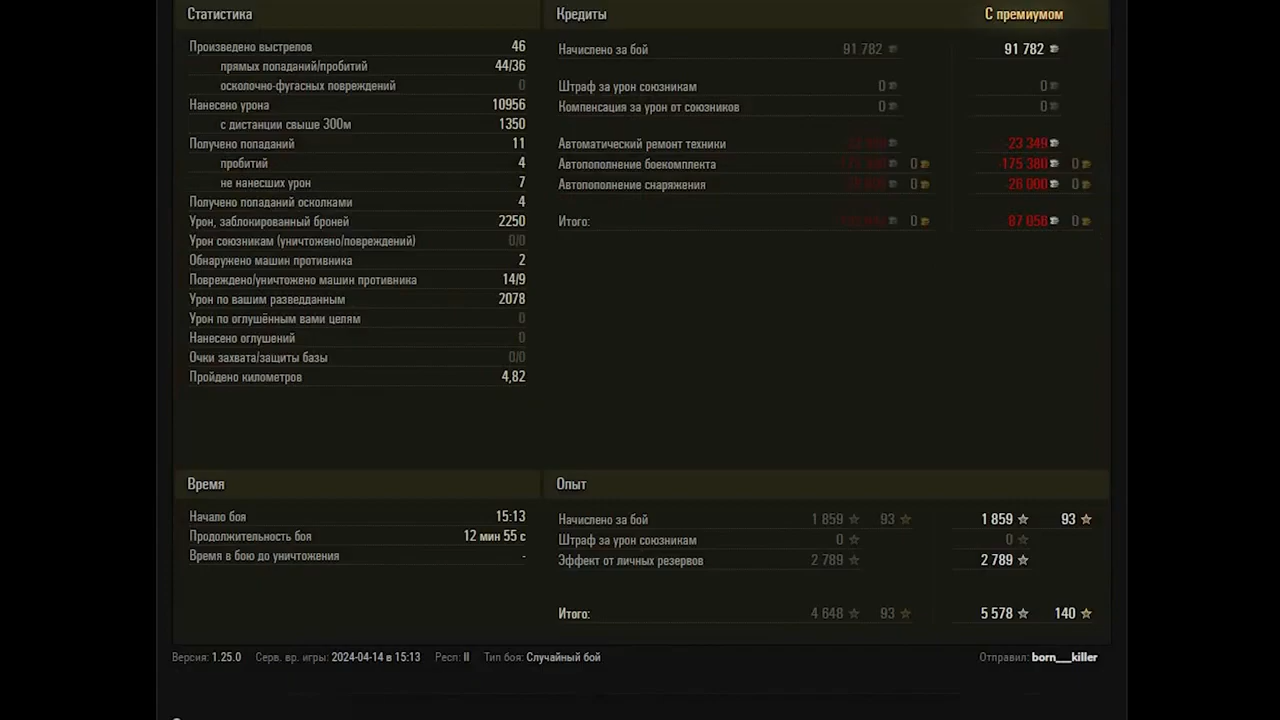 Статистика
Произведено выстрелов 46
прямых попаданий/пробитий 44/36
осколочно-фугасных повреждений 0
Нанесено урона 10956
с дистанции свыше 300м 1350
Получено попаданий 11
пробитий 4
не нанесших урон 7
Получено попаданий осколками 4
Урон, заблокированный броней 2250
Урон союзникам (уничтожено/повреждений) 0/0
Обнаружено машин противника 2
Повреждено/уничтожено машин противника 14/9
Урон по вашим разведданным 2078
Урон по оглушённым вами целям 0
Нанесено оглушений 0
Очки захвата/защиты базы 0/0
Пройдено километров 4,82
Кредиты С премиумом
Начислено за бой 91 782 91 782
Штраф за урон союзникам 0 0
Компенсация за урон от союзников 0 0
Автоматический ремонт техники -23 349
Автопополнение боекомплекта 0 -175 380 0
Автопополнение снаряжения 0 -26 000 0
Итого: 0 87 058 0
Время
Начало боя 15:13
Продолжительность боя 12 мин 55 с
Время в бою до уничтожения -
Опыт
Начислено за бой 1 859 93 1 859 93
Штраф за урон союзникам 0 0
Эффект от личных резервов 2 789 2 789
Итого: 4 648 93 5 578 140
Версия: 1.25.0 Серв. вр. игры: 2024-04-14 в 15:13 Респ: II Тип боя: Случайный бой Отправил: born___killer